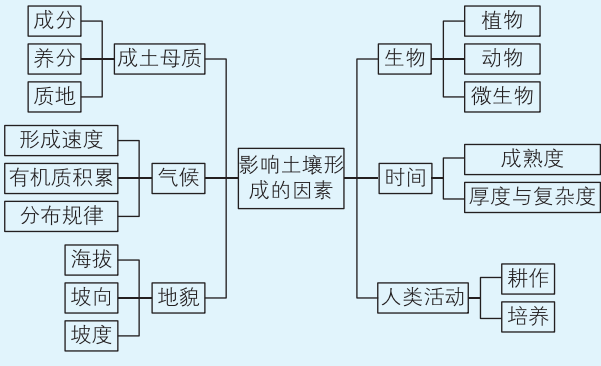 成分
养分
质地
成土母质
形成速度
有机质积累
分布规律
气候
海拔
坡向
坡度
地貌
影响土壤形
成的因素
生物
植物
动物
微生物
时间
成熟度
厚度与复杂度
人类活动
耕作
培养